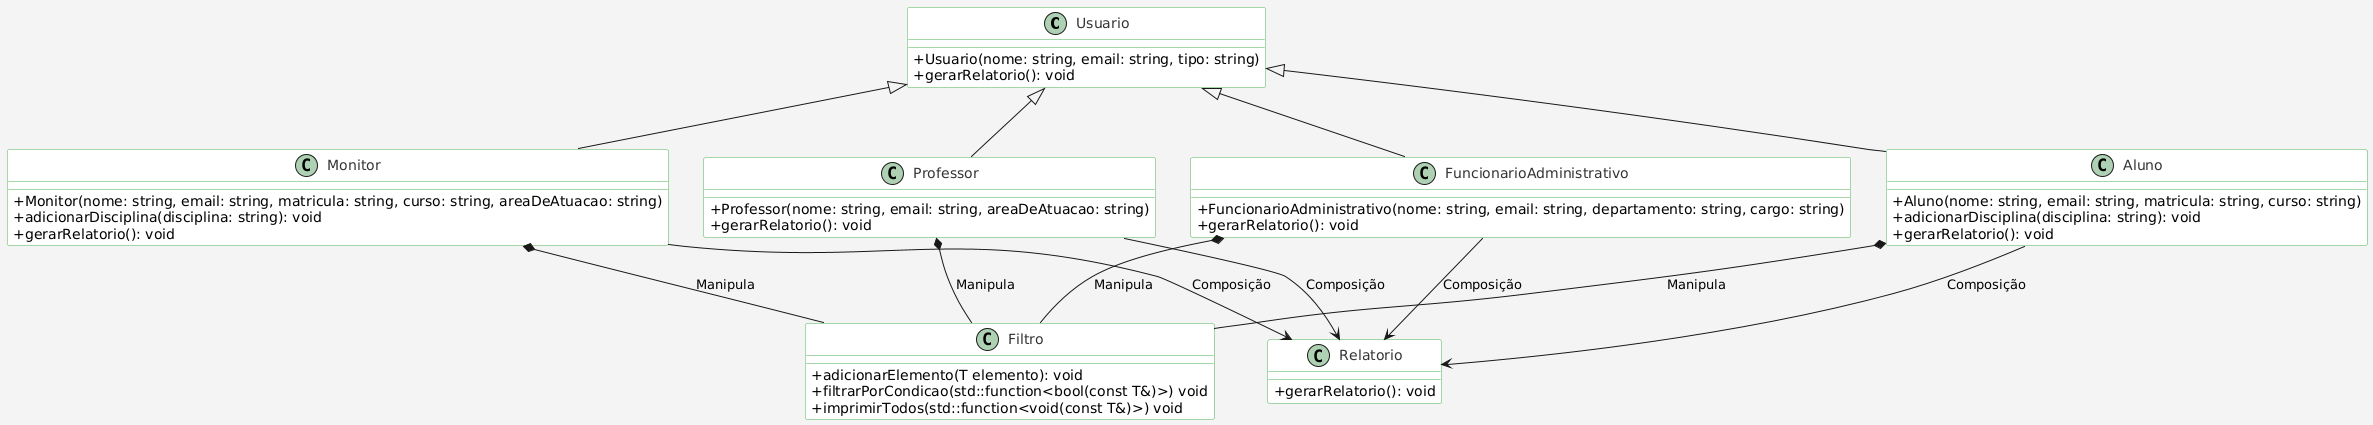 C Usuario
+Usuario(nome: string, email: string, tipo: string)
+gerarRelatorio(): void
C Monitor
+Monitor(nome: string, email: string, matricula: string, curso: string, areaDeAtuacao: string)
+adicionarDisciplina(disciplina: string): void
+gerarRelatorio(): void
C Professor
+Professor(nome: string, email: string, areaDeAtuacao: string)
+gerarRelatorio(): void
C FuncionarioAdministrativo
+FuncionarioAdministrativo(nome: string, email: string, departamento: string, cargo: string)
+gerarRelatorio(): void
C Aluno
+Aluno(nome: string, email: string, matricula: string, curso: string)
+adicionarDisciplina(disciplina: string): void
+gerarRelatorio(): void
Manipula
Manipula
Manipula
Composição
Composição
Composição
Manipula
Composição
C Filtro
+adicionarElemento(T elemento): void
+filtrarPorCondicao(std::function<bool(const T&)>) void
+imprimirTodos(std::function<void(const T&)>) void
C Relatorio
+gerarRelatorio(): void